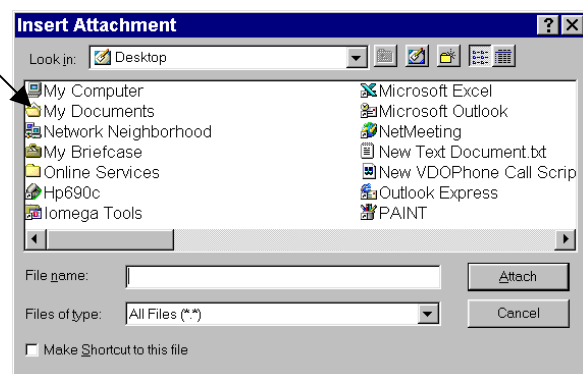 Insert Attachment
Look in: Desktop
My Computer
My Documents
Network Neighborhood
My Briefcase
Online Services
Hp690c
Iomega Tools
Microsoft Excel
Microsoft Outlook
NetMeeting
New Text Document.txt
New VDOPhone Call Scrip
Outlook Express
PAINT
File name:
Attach
Files of type: All Files (*.*)
Cancel
Make Shortcut to this file